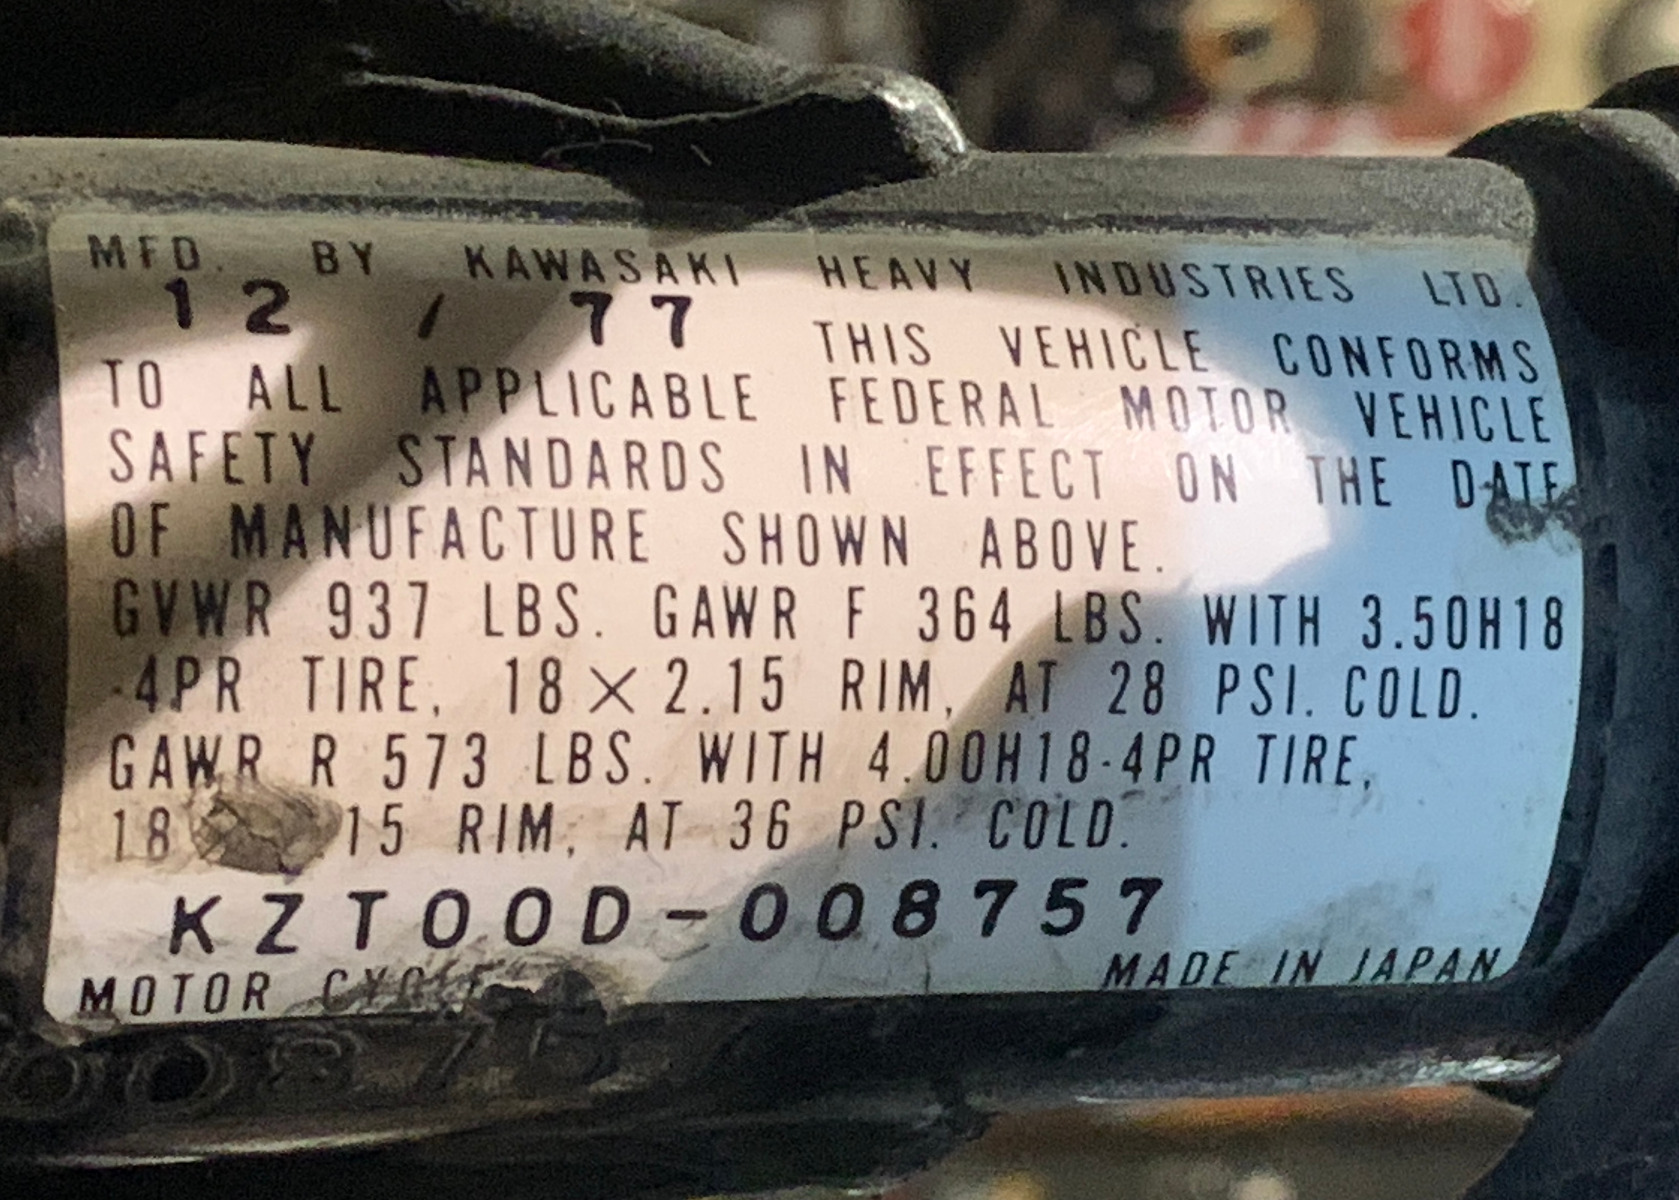 MFD. BY KAWASAKI HEAVY INDUSTRIES LTD.
12 / 77 THIS VEHICLE CONFORMS
TO ALL APPLICABLE FEDERAL MOTOR VEHICLE
SAFETY STANDARDS IN EFFECT ON THE DATE
OF MANUFACTURE SHOWN ABOVE.
GVWR 937 LBS. GAWR F 364 LBS. WITH 3.50H18
-4PR TIRE, 18 × 2.15 RIM, AT 28 PSI. COLD.
GAWR R 573 LBS. WITH 4.00H18-4PR TIRE,
18 15 RIM, AT 36 PSI. COLD.
KZT00D-008757
MOTOR CYCLE MADE IN JAPAN